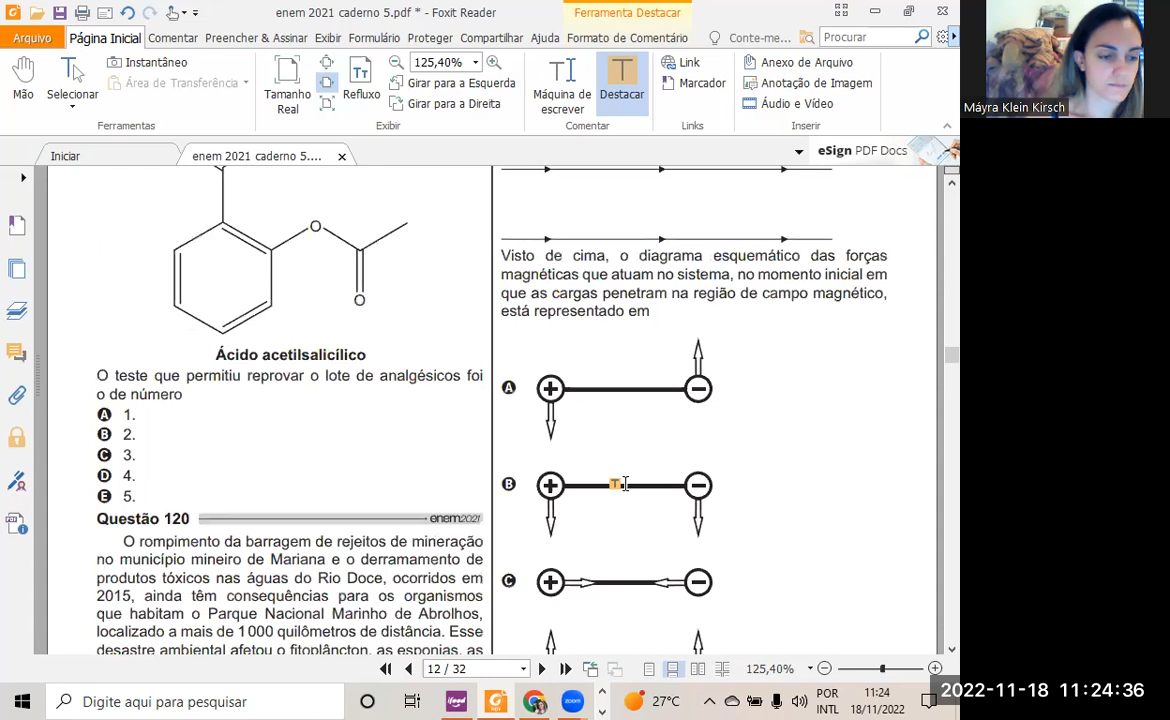 enem 2021 caderno 5.pdf * - Foxit Reader
Ferramenta Destacar
Arquivo
Página Inicial
Comentar
Preencher & Assinar
Exibir
Formulário
Proteger
Compartilhar
Ajuda
Formato de Comentário
Conte-me...
Procurar
Mão
Selecionar
Instantâneo
Área de Transferência
Ferramentas
Tamanho Real
Refluxo
125,40%
Girar para a Esquerda
Girar para a Direita
Exibir
Máquina de escrever
Destacar
Comentar
Link
Marcador
Links
Anexo de Arquivo
Anotação de Imagem
Áudio e Vídeo
Inserir
Máyra Klein Kirsch
Iniciar
enem 2021 caderno 5....
eSign PDF Docs
O
O
Ácido acetilsalicílico
O teste que permitiu reprovar o lote de analgésicos foi
o de número
A 1.
B 2.
C 3.
D 4.
E 5.
Questão 120 enem2021
O rompimento da barragem de rejeitos de mineração
no município mineiro de Mariana e o derramamento de
produtos tóxicos nas águas do Rio Doce, ocorridos em
2015, ainda têm consequências para os organismos
que habitam o Parque Nacional Marinho de Abrolhos,
localizado a mais de 1 000 quilômetros de distância. Esse
desastre ambiental afetou o fitoplâncton, as esponjas, as
Visto de cima, o diagrama esquemático das forças
magnéticas que atuam no sistema, no momento inicial em
que as cargas penetram na região de campo magnético,
está representado em
A + −
B + T −
C + −
12 / 32
125,40%
Digite aqui para pesquisar
27°C
POR
INTL
11:24
18/11/2022
2022-11-18 11:24:36